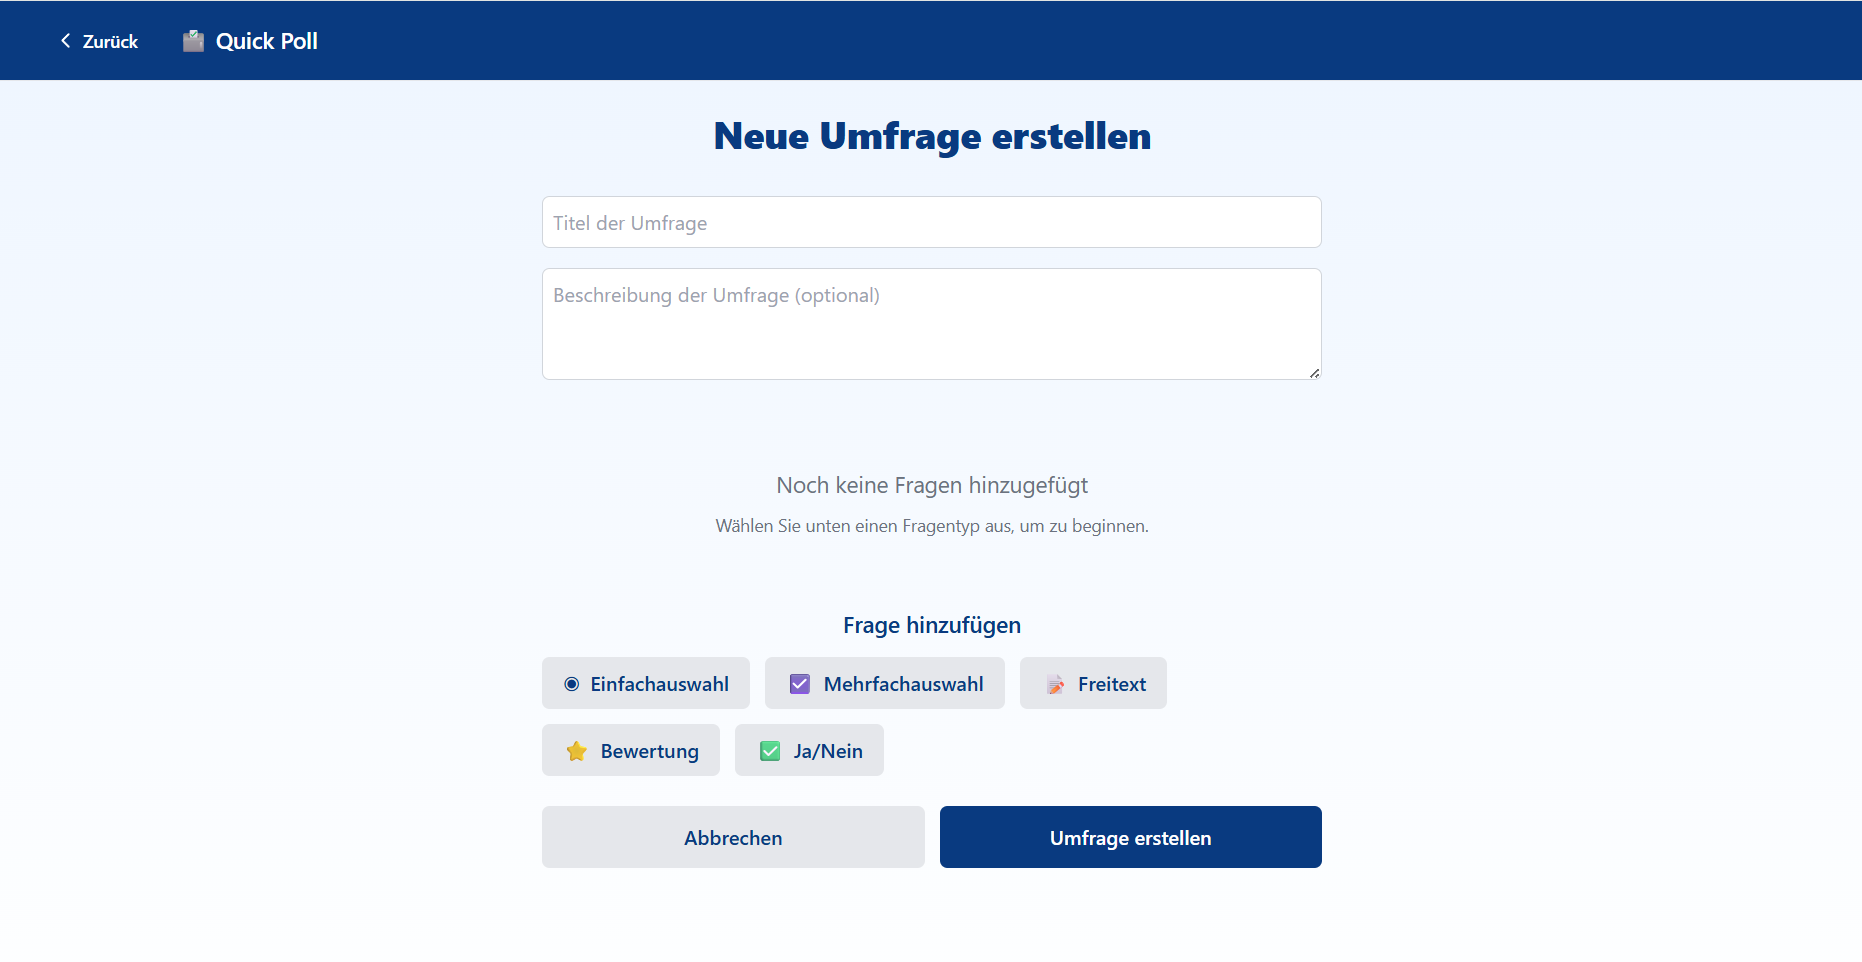 Zurück
Quick Poll
Neue Umfrage erstellen
Titel der Umfrage
Beschreibung der Umfrage (optional)
Noch keine Fragen hinzugefügt
Wählen Sie unten einen Fragentyp aus, um zu beginnen.
Frage hinzufügen
Einfachauswahl
Mehrfachauswahl
Freitext
Bewertung
Ja/Nein
Abbrechen
Umfrage erstellen